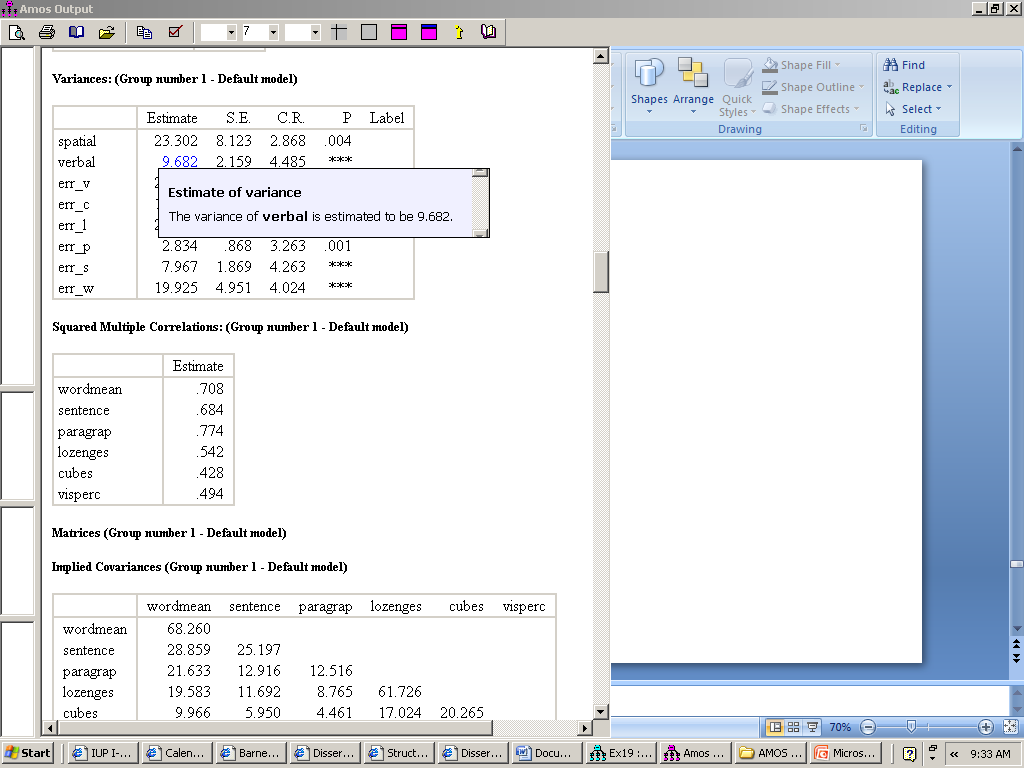 Amos Output
7
Variances: (Group number 1 - Default model)
Estimate S.E. C.R. P Label
spatial 23.302 8.123 2.868 .004
verbal 9.682 2.159 4.485 ***
err_v
err_c
err_l
Estimate of variance
The variance of verbal is estimated to be 9.682.
err_p 2.834 .868 3.263 .001
err_s 7.967 1.869 4.263 ***
err_w 19.925 4.951 4.024 ***
Squared Multiple Correlations: (Group number 1 - Default model)
Estimate
wordmean .708
sentence .684
paragrap .774
lozenges .542
cubes .428
visperc .494
Matrices (Group number 1 - Default model)
Implied Covariances (Group number 1 - Default model)
wordmean sentence paragrap lozenges cubes visperc
wordmean 68.260
sentence 28.859 25.197
paragrap 21.633 12.916 12.516
lozenges 19.583 11.692 8.765 61.726
cubes 9.966 5.950 4.461 17.024 20.265
Shapes
Arrange
Quick
Styles
Shape Fill
Shape Outline
Shape Effects
Drawing
Find
Replace
Select
Editing
70%
Start
IUP I-...
Calen...
Barne...
Disser...
Struct...
Disser...
Docu...
Ex19 :...
Amos ...
AMOS ...
Micros...
9:33 AM